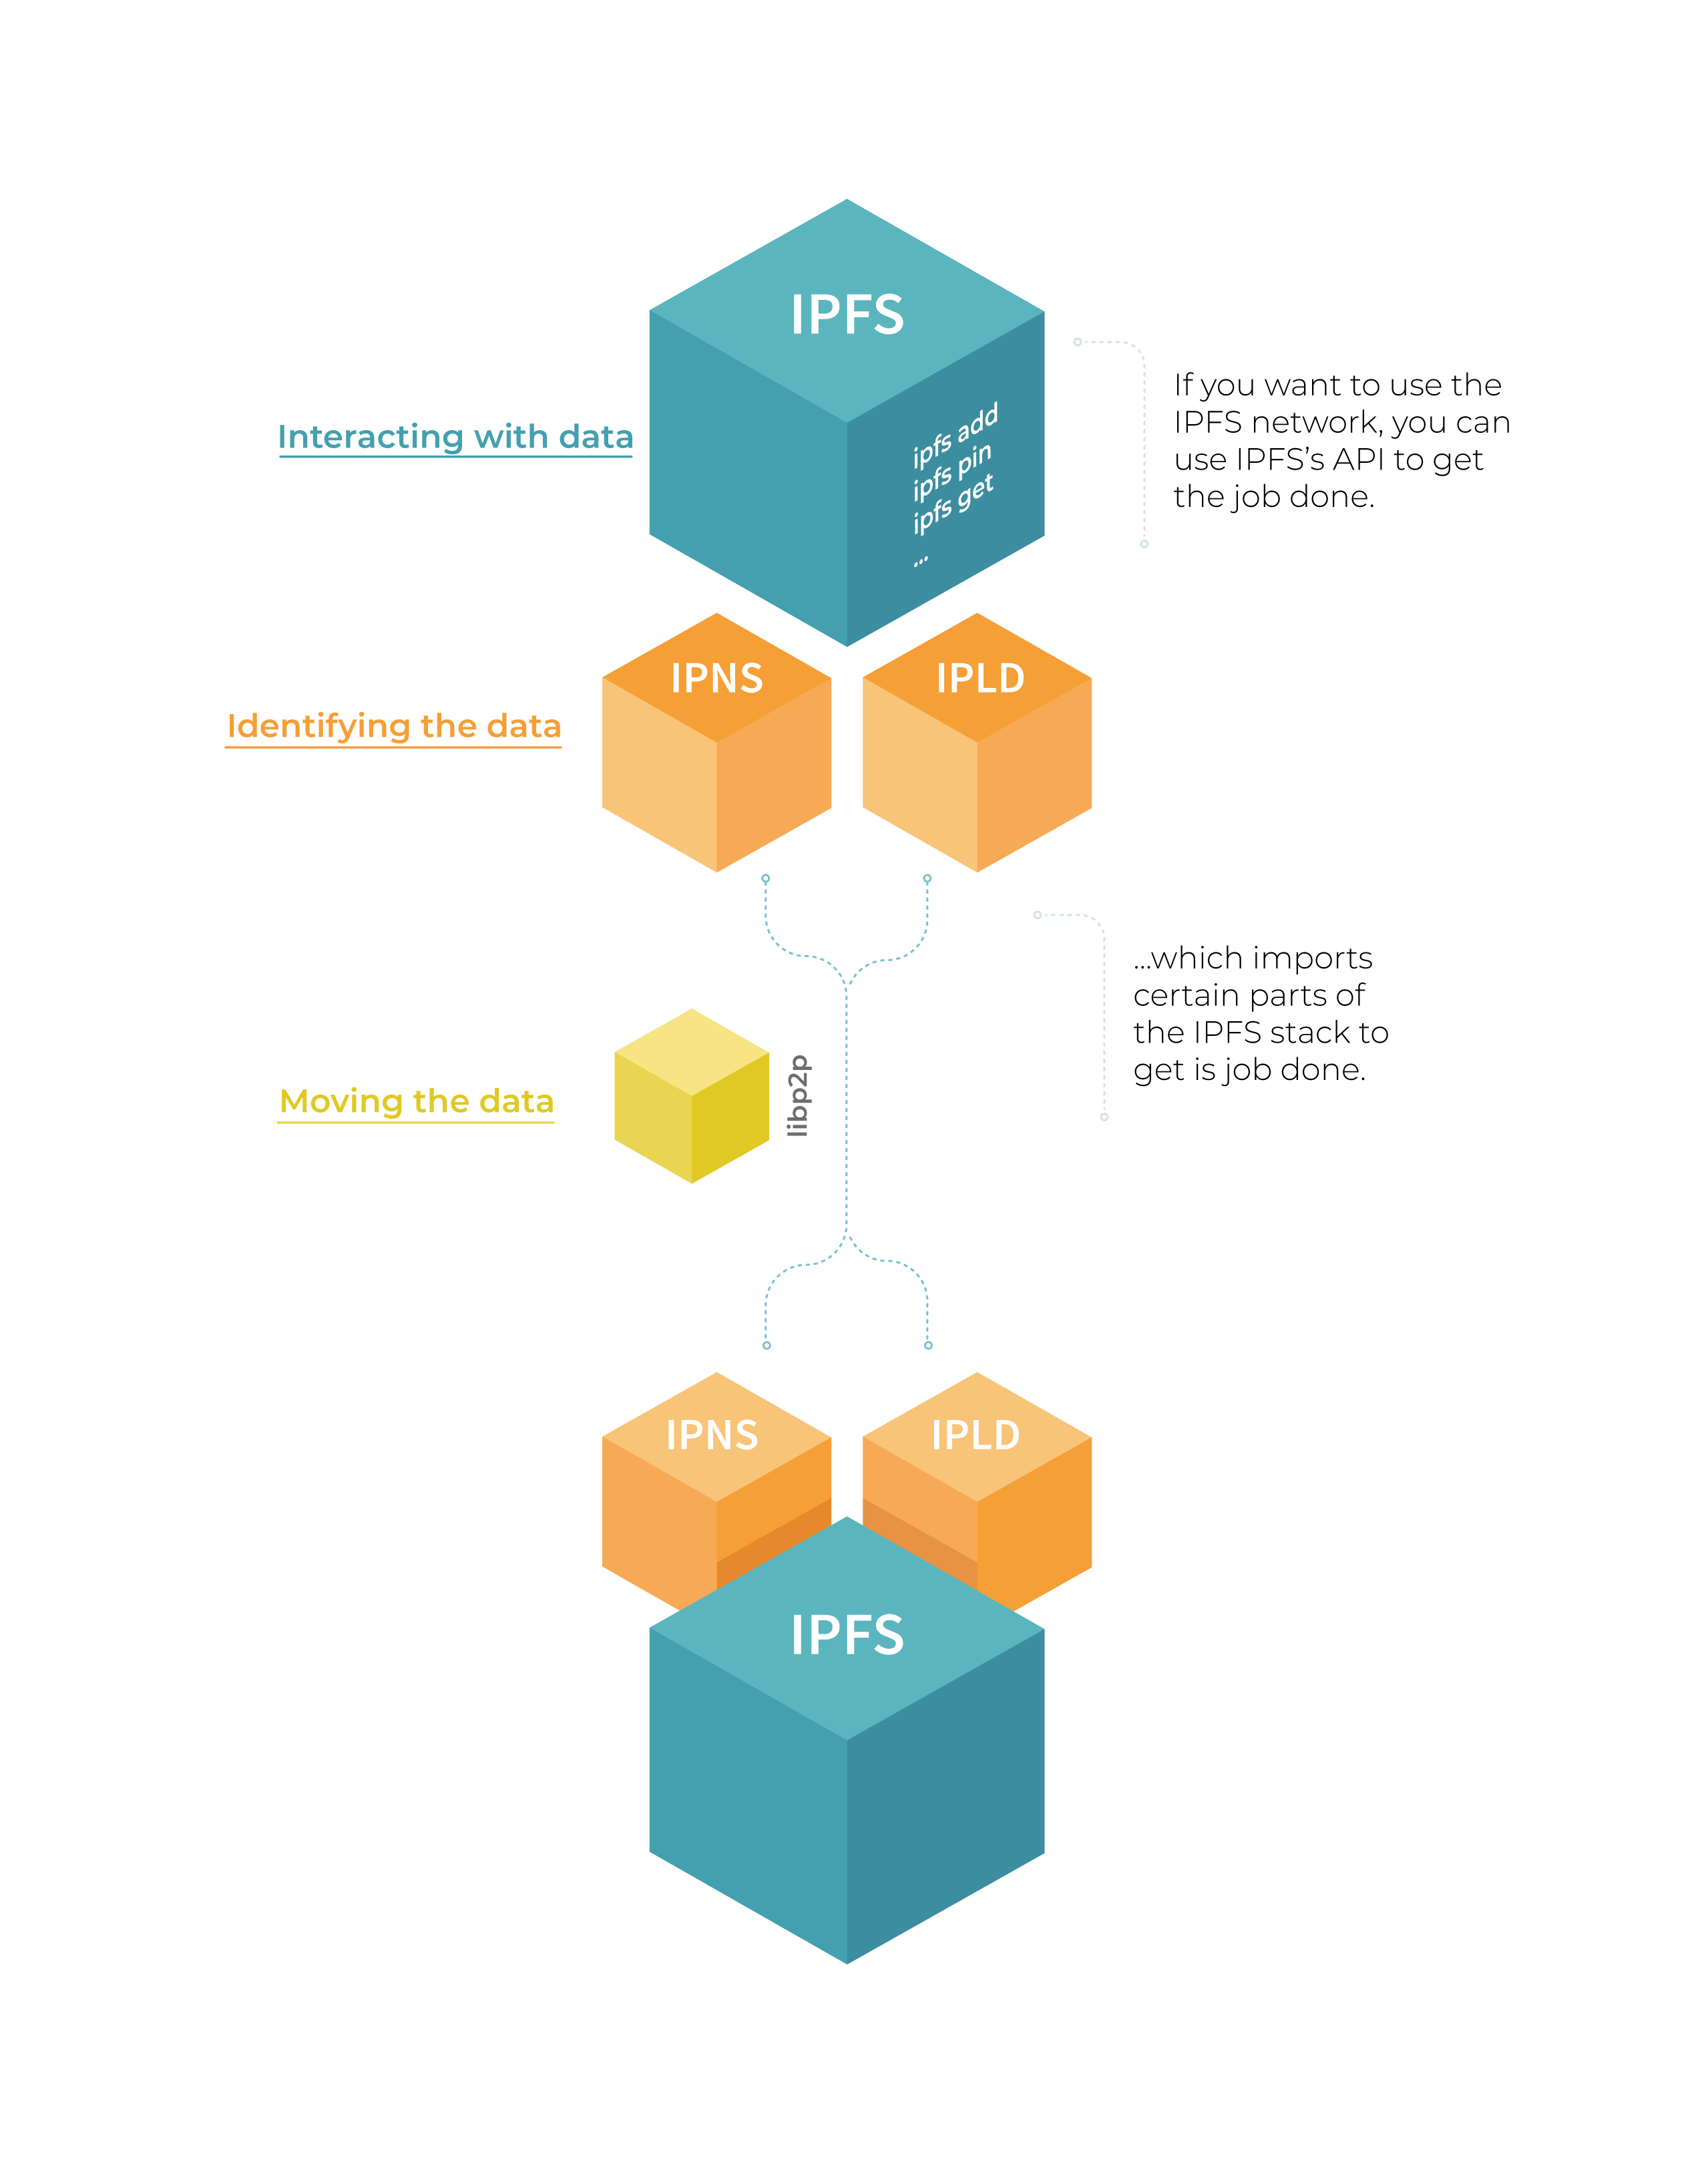 IPFS
Interacting with data
ipfs add
ipfs pin
ipfs get
...
If you want to use the
IPFS network, you can
use IPFS’s API to get
the job done.
IPNS
IPLD
Identifying the data
...which imports
certain parts of
the IPFS stack to
get is job done.
Moving the data
libp2p
IPNS
IPLD
IPFS